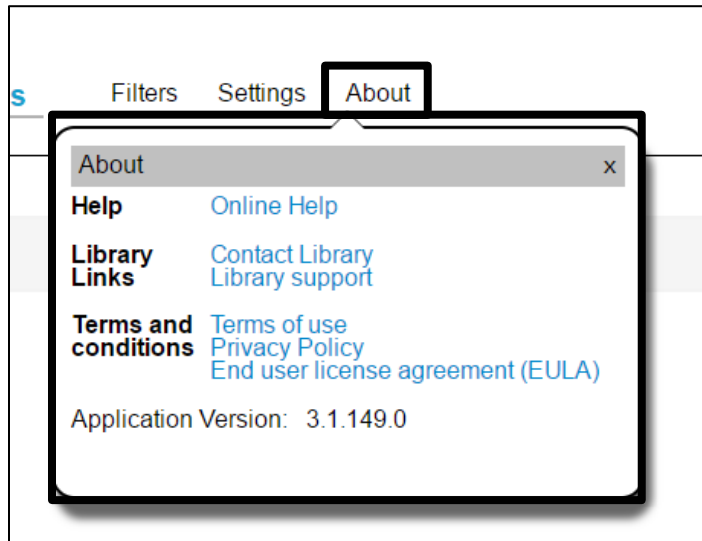 s Filters Settings About
About x
Help Online Help
Library Links Contact Library
Library support
Terms and conditions Terms of use
Privacy Policy
End user license agreement (EULA)
Application Version: 3.1.149.0